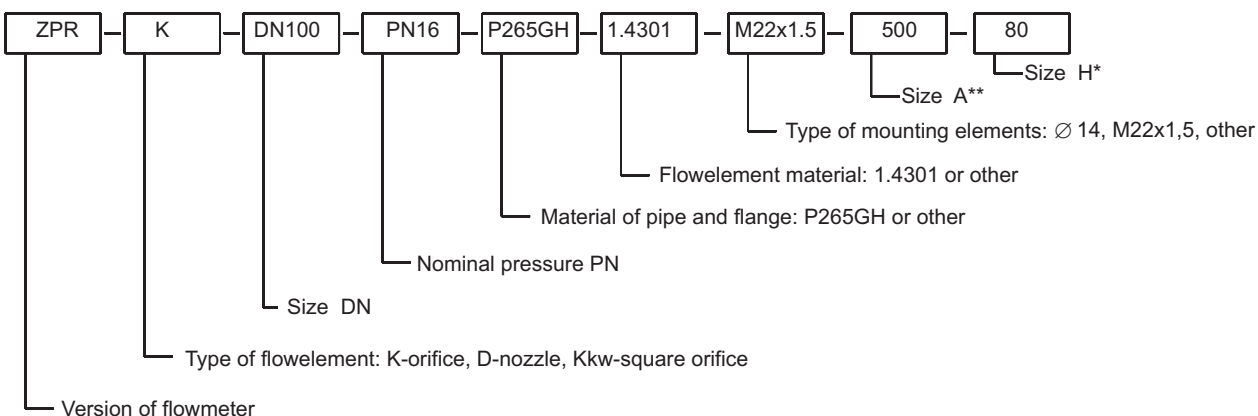 ZPR – K – DN100 – PN16 – P265GH – 1.4301 – M22x1.5 – 500 – 80
Size H*
Size A**
Type of mounting elements: ∅ 14, M22x1,5, other
Flowelement material: 1.4301 or other
Material of pipe and flange: P265GH or other
Nominal pressure PN
Size DN
Type of flowelement: K-orifice, D-nozzle, Kkw-square orifice
Version of flowmeter